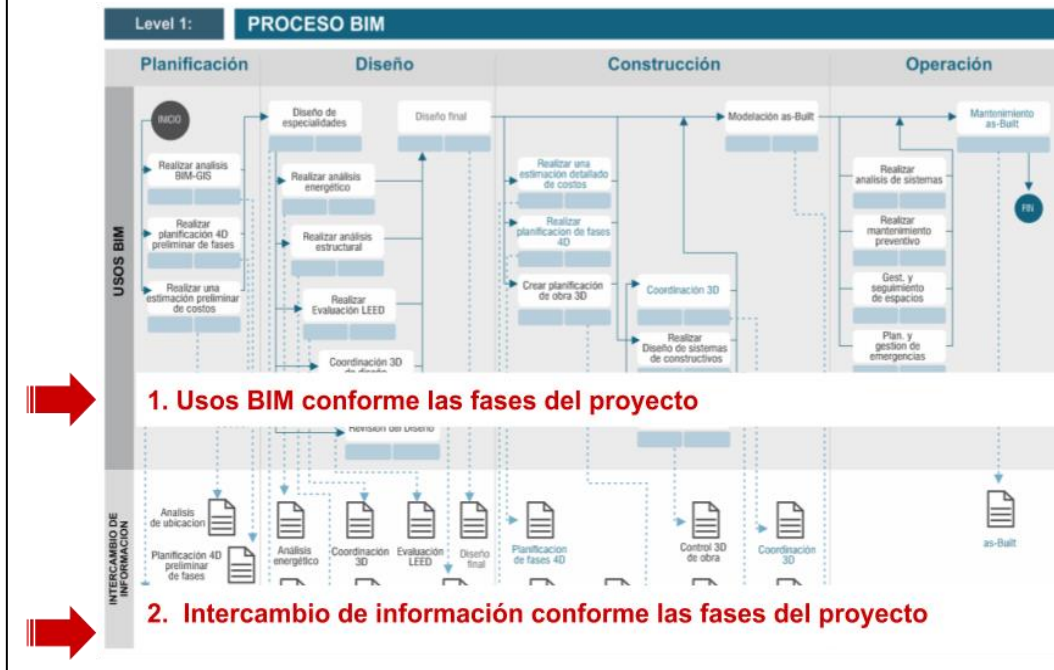 Level 1:
PROCESO BIM
Planificación
Diseño
Construcción
Operación
USOS BIM
INICIO
Realizar analisis
BIM-GIS
Realizar
planificación 4D
preliminar de fases
Realizar una
estimación preliminar
de costos
Diseño de
especialidades
Realizar análisis
energético
Realizar análisis
estructural
Realizar
Evaluación LEED
Coordinación 3D
de diseño
Revision del Diseño
Diseño final
Realizar una
estimación detallado
de costos
Realizar
planificacion de fases
4D
Crear planificación
de obra 3D
Coordinación 3D
Realizar
Diseño de sistemas
de constructivos
Modelación as-Built
Realizar
analisis de sistemas
Realizar
mantenimiento
preventivo
Gest. y
seguimiento
de espacios
Plan. y
gestion de
emergencias
Mantenimiento
as-Built
FIN
1. Usos BIM conforme las fases del proyecto
INTERCAMBIO DE
INFORMACION
Analisis
de ubicacion
Planificación 4D
preliminar
de fases
Análisis
energético
Coordinación
3D
Evaluación
LEED
Diseño
final
Planificacion
de fases 4D
Control 3D
de obra
Coordinación
3D
as-Built
2. Intercambio de información conforme las fases del proyecto